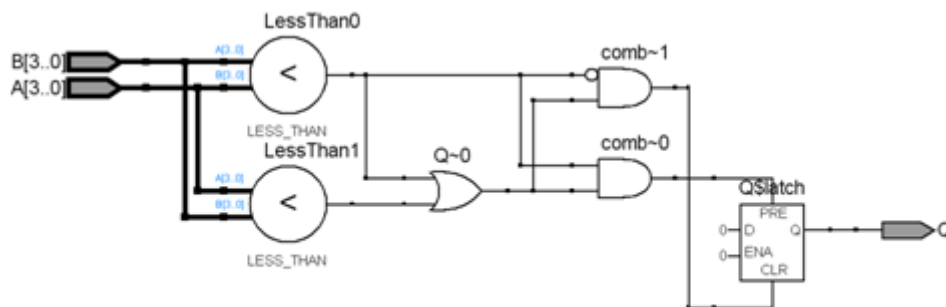 LessThan0
B[3..0]
A[3..0]
A[3..0]
B[3..0]
<
LESS_THAN
LessThan1
A[3..0]
B[3..0]
<
LESS_THAN
Q~0
comb~1
comb~0
Q$latch
PRE
0
D
Q
0
ENA
CLR
Q